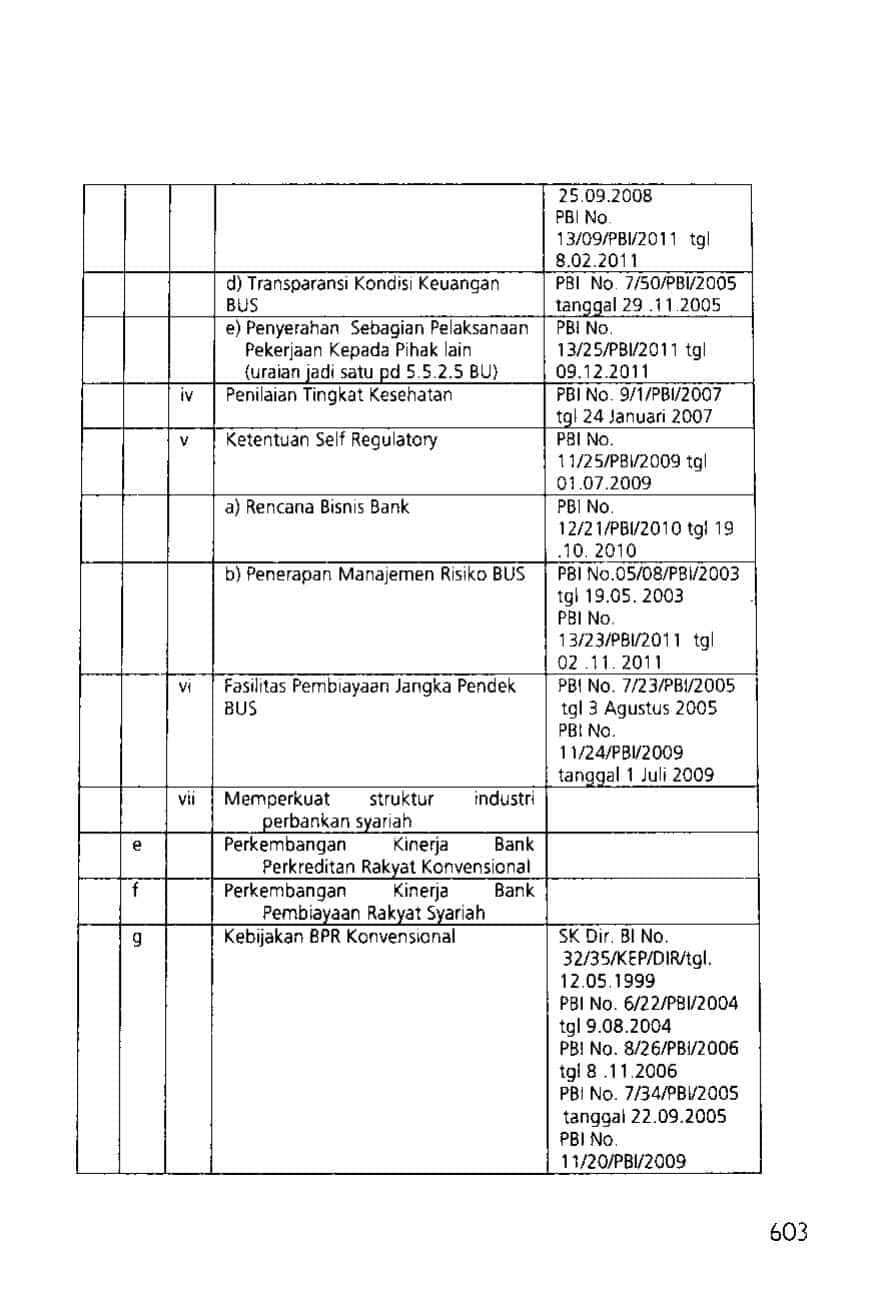 25.09.2008
PBI No.
13/09/PBI/2011 tgl
8.02.2011
d) Transparansi Kondisi Keuangan
BUS
PBI No. 7/50/PBI/2005
tanggal 29 .11.2005
e) Penyerahan Sebagian Pelaksanaan
Pekerjaan Kepada Pihak lain
(uraian jadi satu pd 5.5.2.5 BU)
PBI No.
13/25/PBI/2011 tgl
09.12.2011
iv Penilaian Tingkat Kesehatan
PBI No. 9/1/PBI/2007
tgl 24 Januari 2007
v Ketentuan Self Regulatory
PBI No.
11/25/PBI/2009 tgl
01.07.2009
a) Rencana Bisnis Bank
PBI No.
12/21/PBI/2010 tgl 19
.10. 2010
b) Penerapan Manajemen Risiko BUS
PBI No.05/08/PBI/2003
tgl 19.05. 2003
PBI No.
13/23/PBI/2011 tgl
02 .11. 2011
vi Fasilitas Pembiayaan Jangka Pendek
BUS
PBI No. 7/23/PBI/2005
tgl 3 Agustus 2005
PBI No.
11/24/PBI/2009
tanggal 1 Juli 2009
vii Memperkuat struktur industri
perbankan syariah
e Perkembangan Kinerja Bank
Perkreditan Rakyat Konvensional
f Perkembangan Kinerja Bank
Pembiayaan Rakyat Syariah
g Kebijakan BPR Konvensional
SK Dir. BI No.
32/35/KEP/DIR/tgl.
12.05.1999
PBI No. 6/22/PBI/2004
tgl 9.08.2004
PBI No. 8/26/PBI/2006
tgl 8 .11.2006
PBI No. 7/34/PBI/2005
tanggal 22.09.2005
PBI No.
11/20/PBI/2009
603